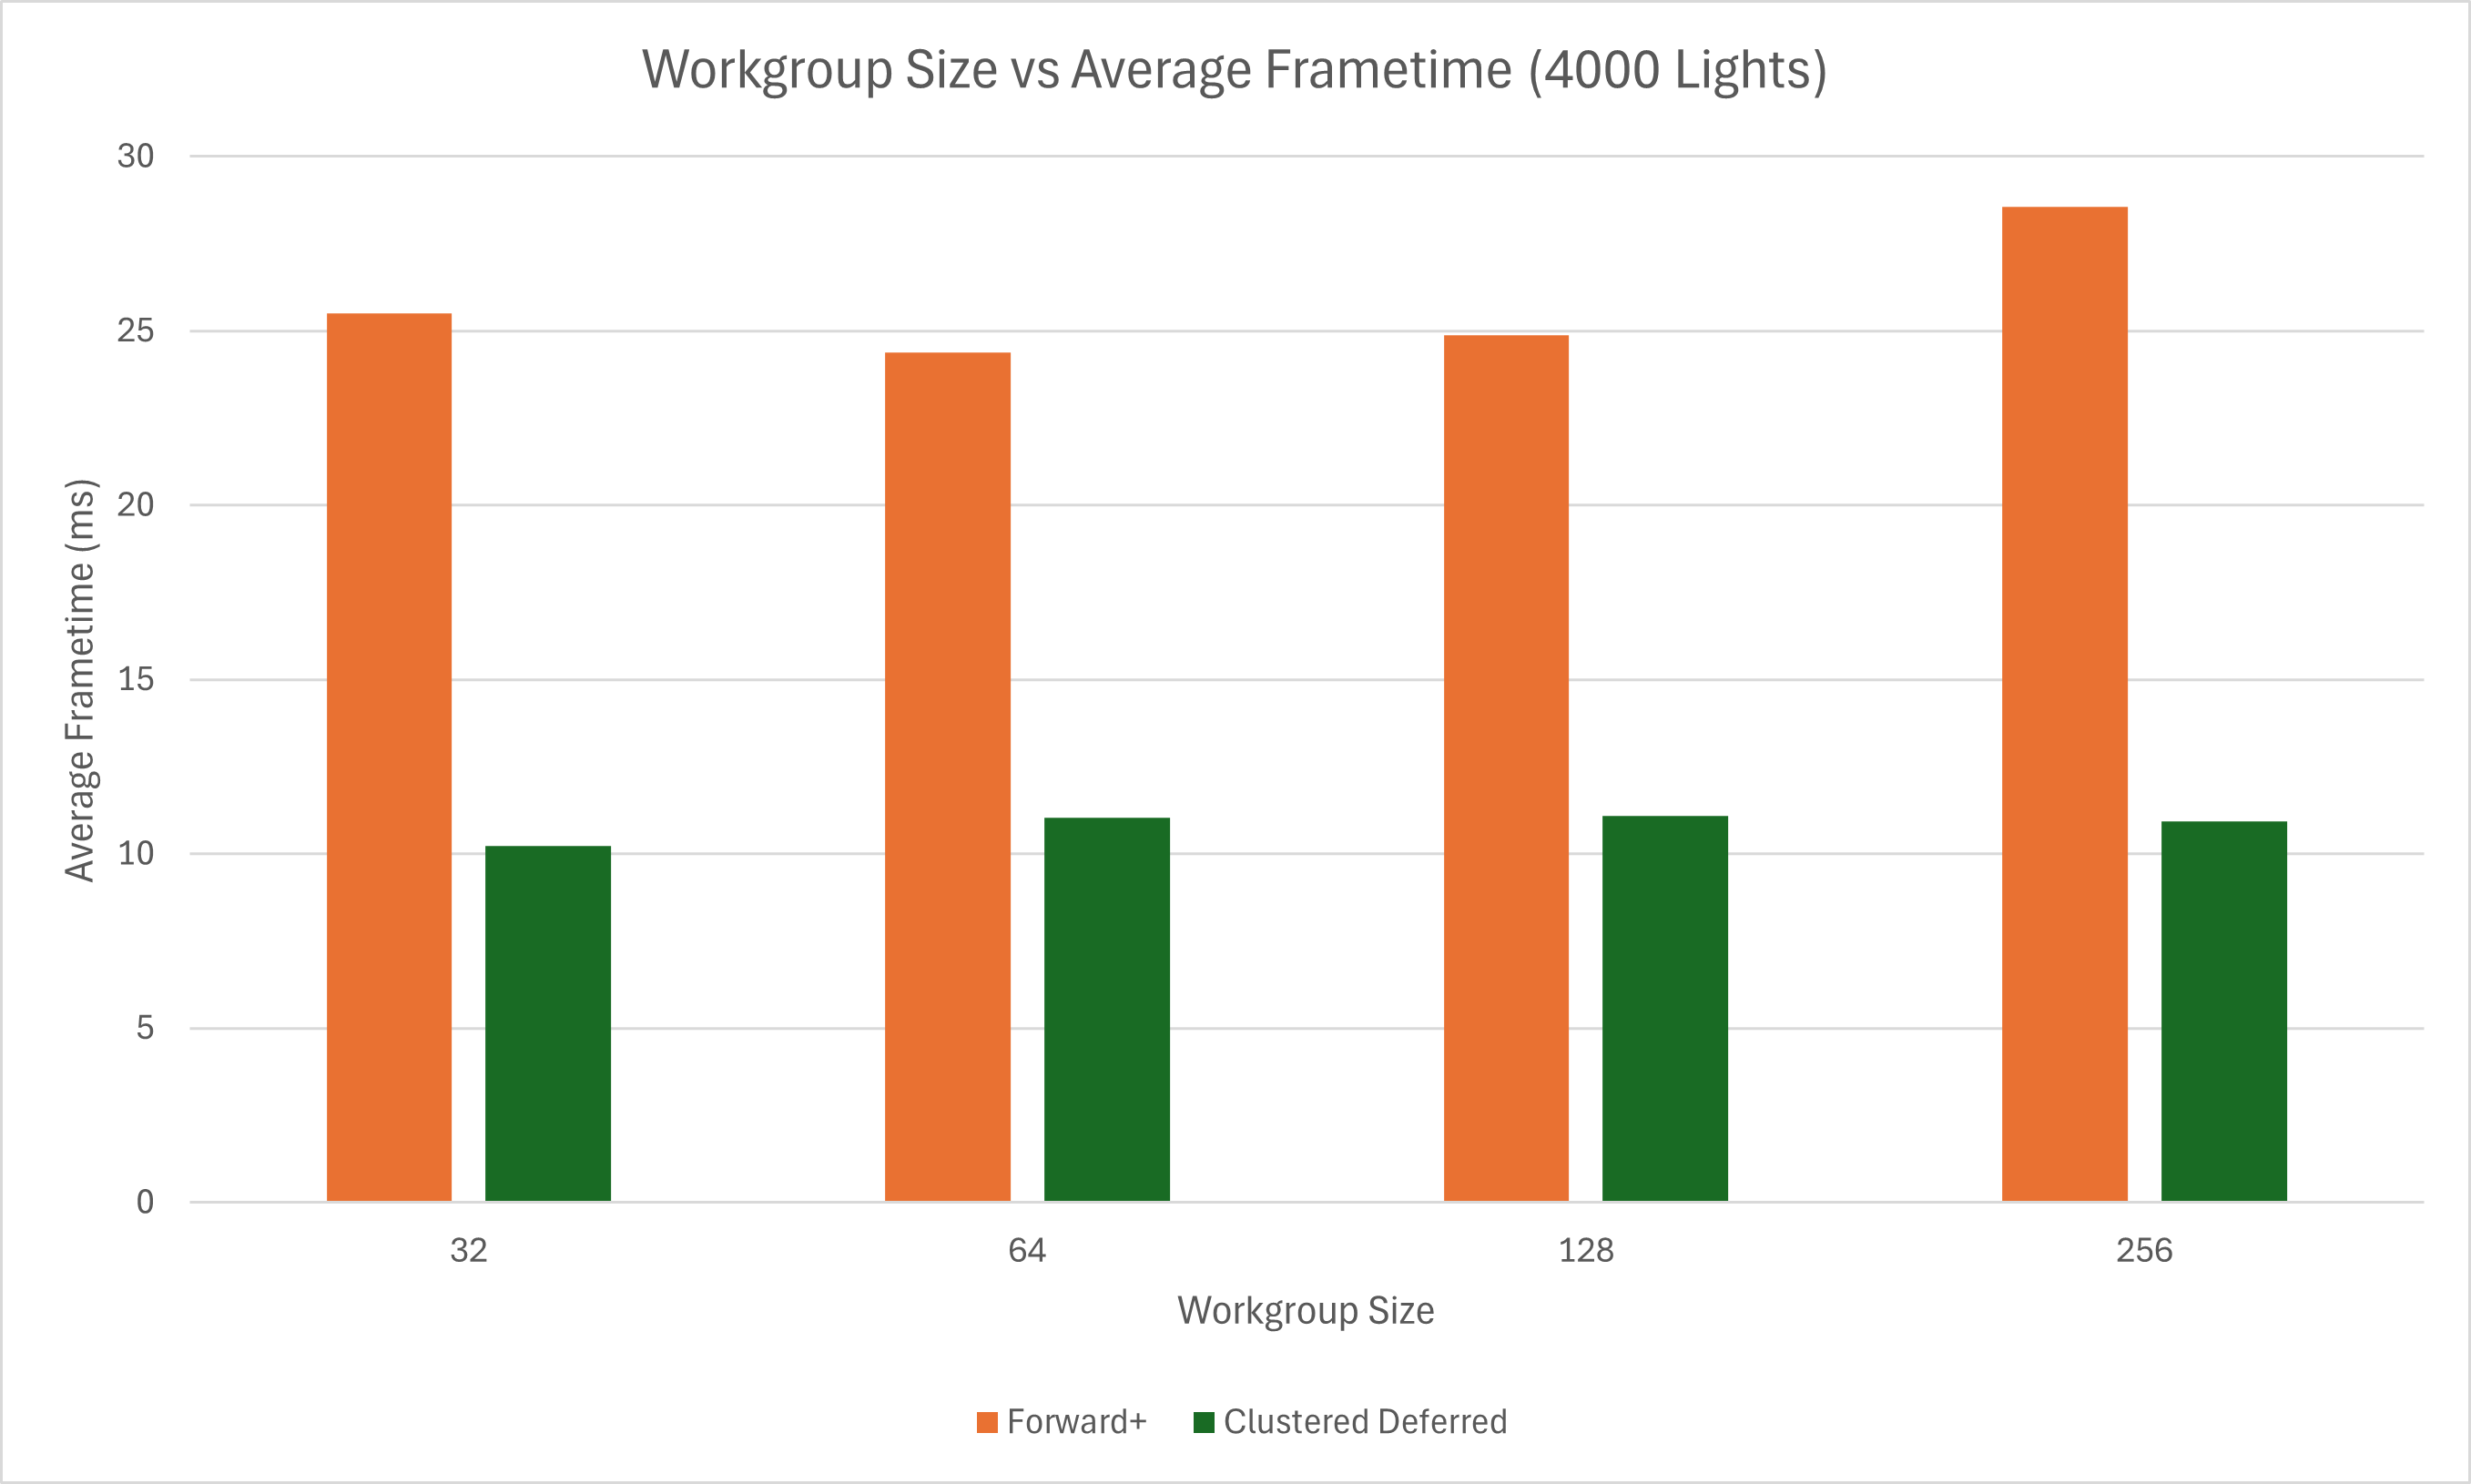 Workgroup Size vs Average Frametime (4000 Lights)
30
25
20
15
10
5
0
Average Frametime (ms)
32 64 128 256
Workgroup Size
Forward+ Clustered Deferred